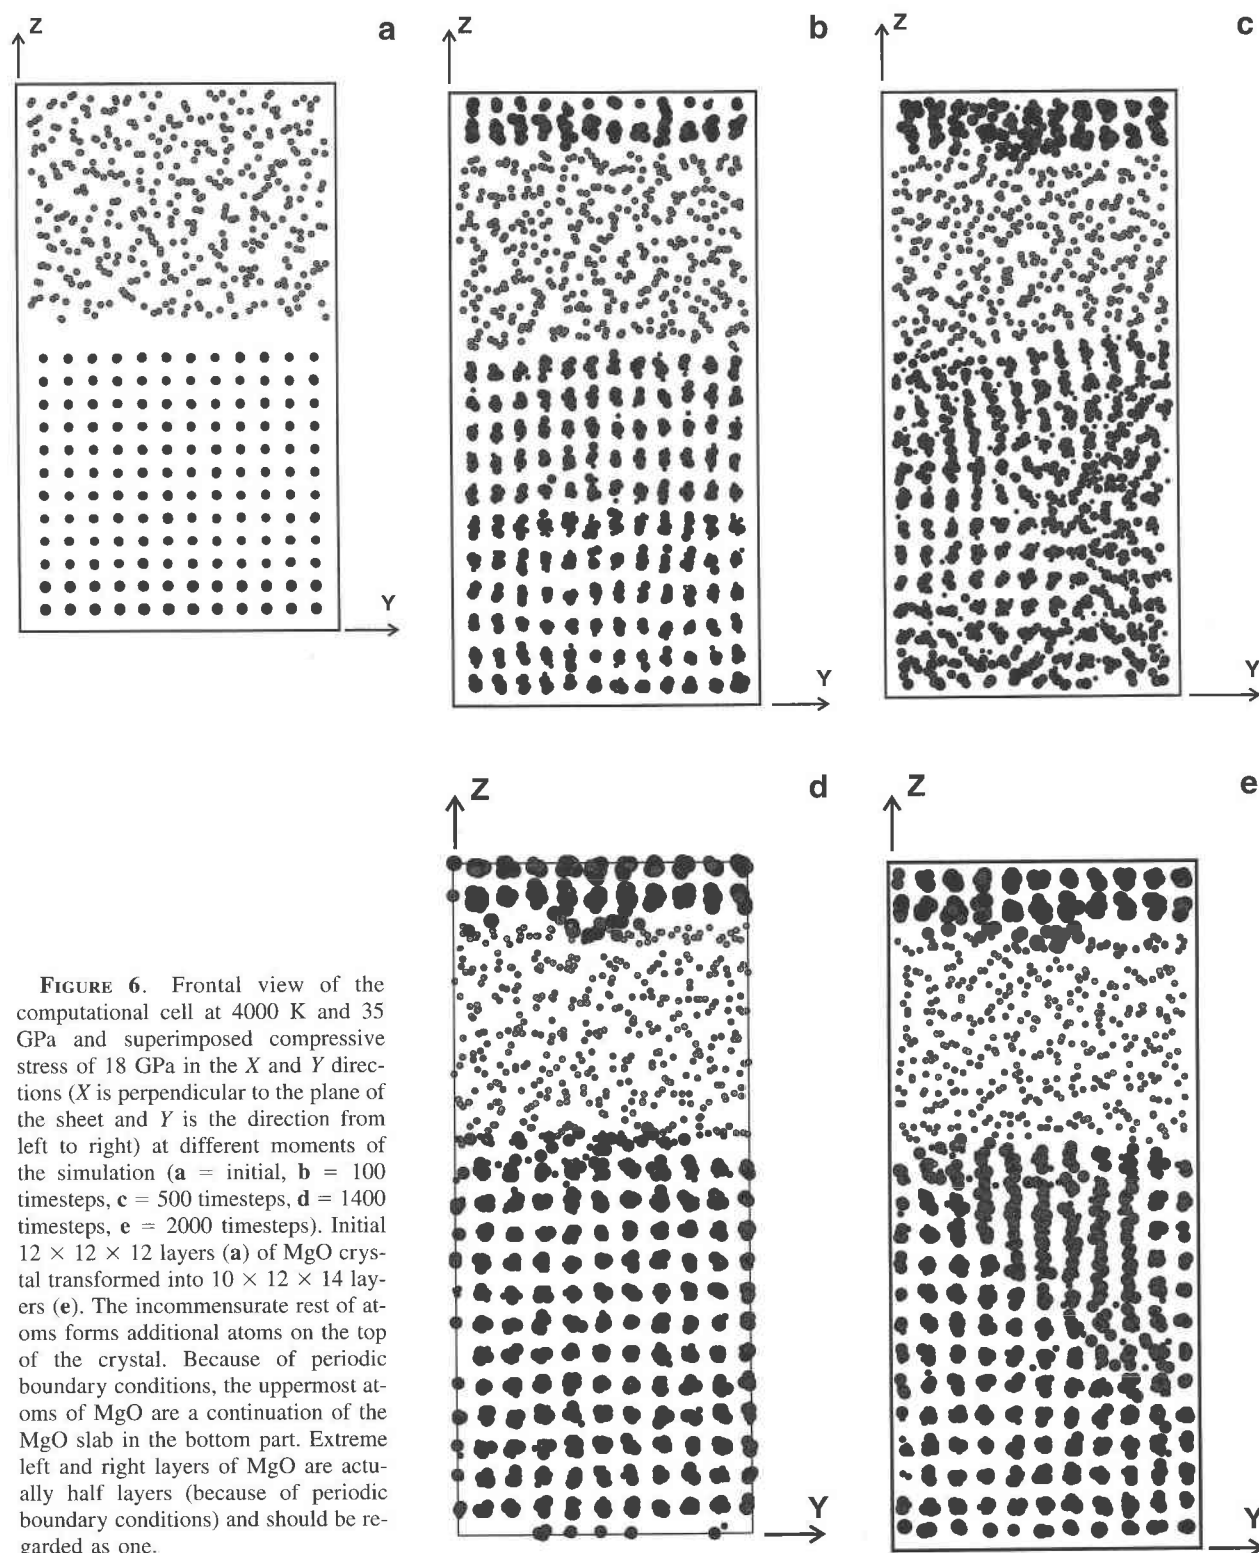 Z
a
Y
Z
b
Y
Z
c
Y
Z
d
Y
Z
e
Y
FIGURE 6. Frontal view of the
computational cell at 4000 K and 35
GPa and superimposed compressive
stress of 18 GPa in the X and Y direc-
tions (X is perpendicular to the plane of
the sheet and Y is the direction from
left to right) at different moments of
the simulation (a = initial, b = 100
timesteps, c = 500 timesteps, d = 1400
timesteps, e = 2000 timesteps). Initial
12 × 12 × 12 layers (a) of MgO crys-
tal transformed into 10 × 12 × 14 lay-
ers (e). The incommensurate rest of at-
oms forms additional atoms on the top
of the crystal. Because of periodic
boundary conditions, the uppermost at-
oms of MgO are a continuation of the
MgO slab in the bottom part. Extreme
left and right layers of MgO are actu-
ally half layers (because of periodic
boundary conditions) and should be re-
garded as one.